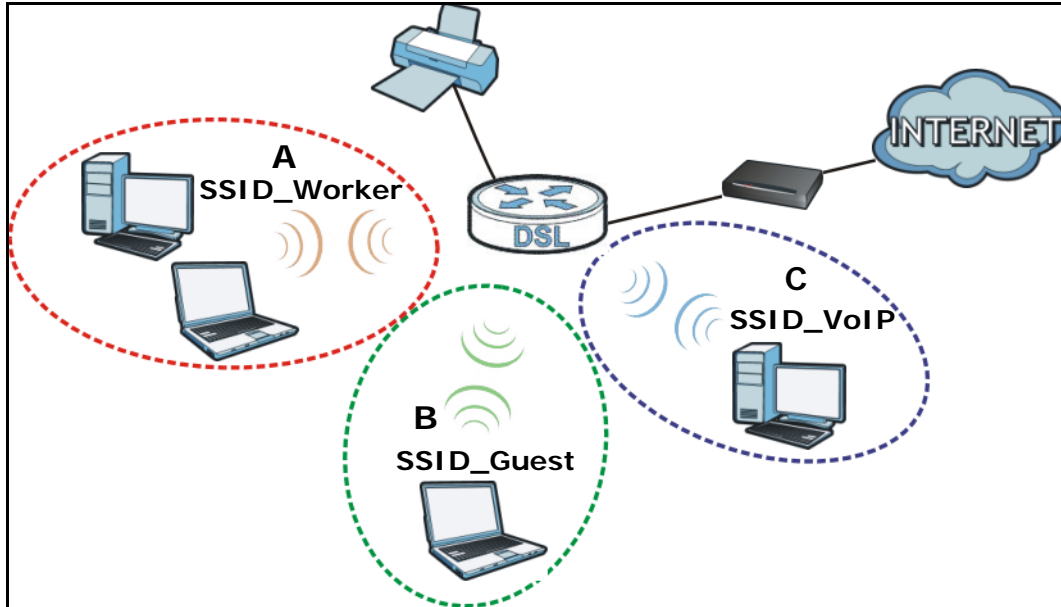 INTERNET
A
SSID_Worker
DSL
C
SSID_VoIP
B
SSID_Guest